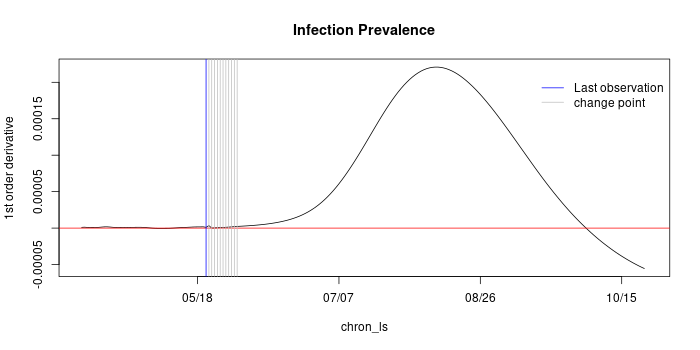 Infection Prevalence
1st order derivative
0.00015
0.00005
-0.00005
Last observation
change point
05/18
07/07
08/26
10/15
chron_ls